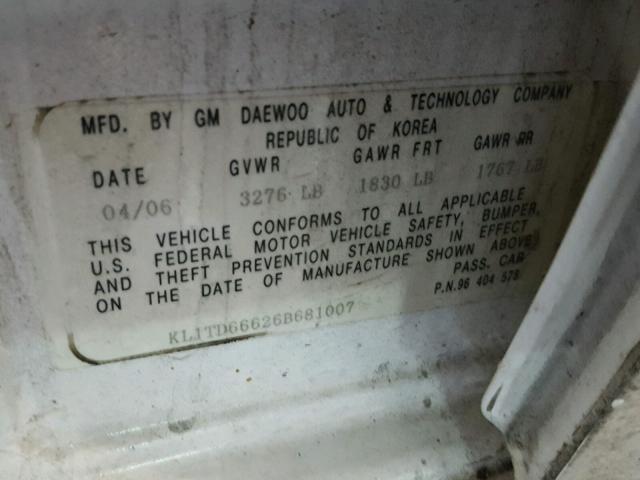 MFD. BY GM DAEWOO AUTO & TECHNOLOGY COMPANY
REPUBLIC OF KOREA
DATE GVWR GAWR FRT GAWR RR
04/06 3276 LB 1830 LB 1767 LB
THIS VEHICLE CONFORMS TO ALL APPLICABLE
U.S. FEDERAL MOTOR VEHICLE SAFETY, BUMPER,
AND THEFT PREVENTION STANDARDS IN EFFECT
ON THE DATE OF MANUFACTURE SHOWN ABOVE
PASS. CAR
P.N.96 404 578
KL1TD66626B681007